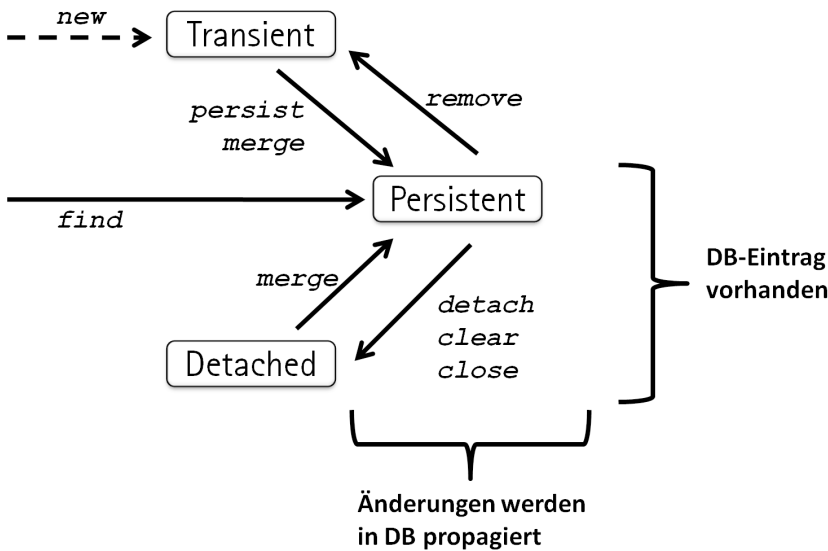 new
Transient
persist
merge
remove
Persistent
find
DB-Eintrag
vorhanden
merge
detach
clear
close
Detached
Änderungen werden
in DB propagiert